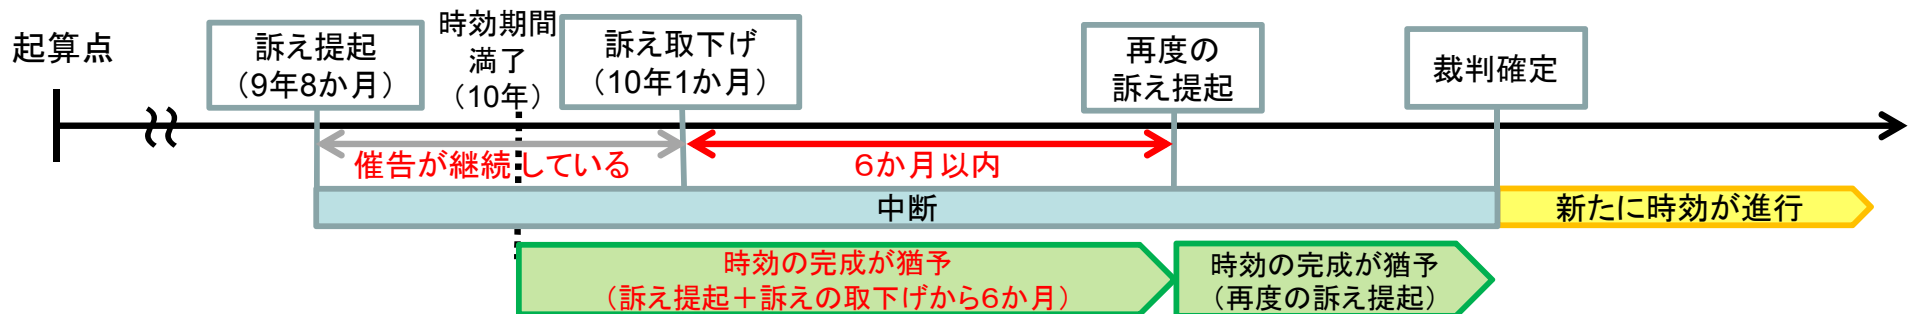 起算点
訴え提起
（9年8か月）
時効期間
満了
（10年）
訴え取下げ
（10年1か月）
再度の
訴え提起
裁判確定
催告が継続している
６か月以内
中断
新たに時効が進行
時効の完成が猶予
（訴え提起＋訴えの取下げから６か月）
時効の完成が猶予
（再度の訴え提起）